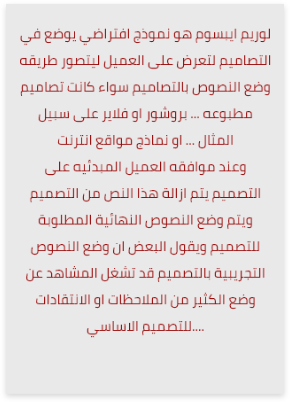 لوريم ايبسوم هو نموذج افتراضي يوضع في
التصاميم لتعرض على العميل ليتصور طريقه
وضع النصوص بالتصاميم سواء كانت تصاميم
مطبوعه ... بروشور او فلاير على سبيل
المثال ... او نماذج مواقع انترنت
وعند موافقه العميل المبدئيه على
التصميم يتم ازالة هذا النص من التصميم
ويتم وضع النصوص النهائية المطلوبة
للتصميم ويقول البعض ان وضع النصوص
التجريبية بالتصميم قد تشغل المشاهد عن
وضع الكثير من الملاحظات او الانتقادات
للتصميم الاساسي....